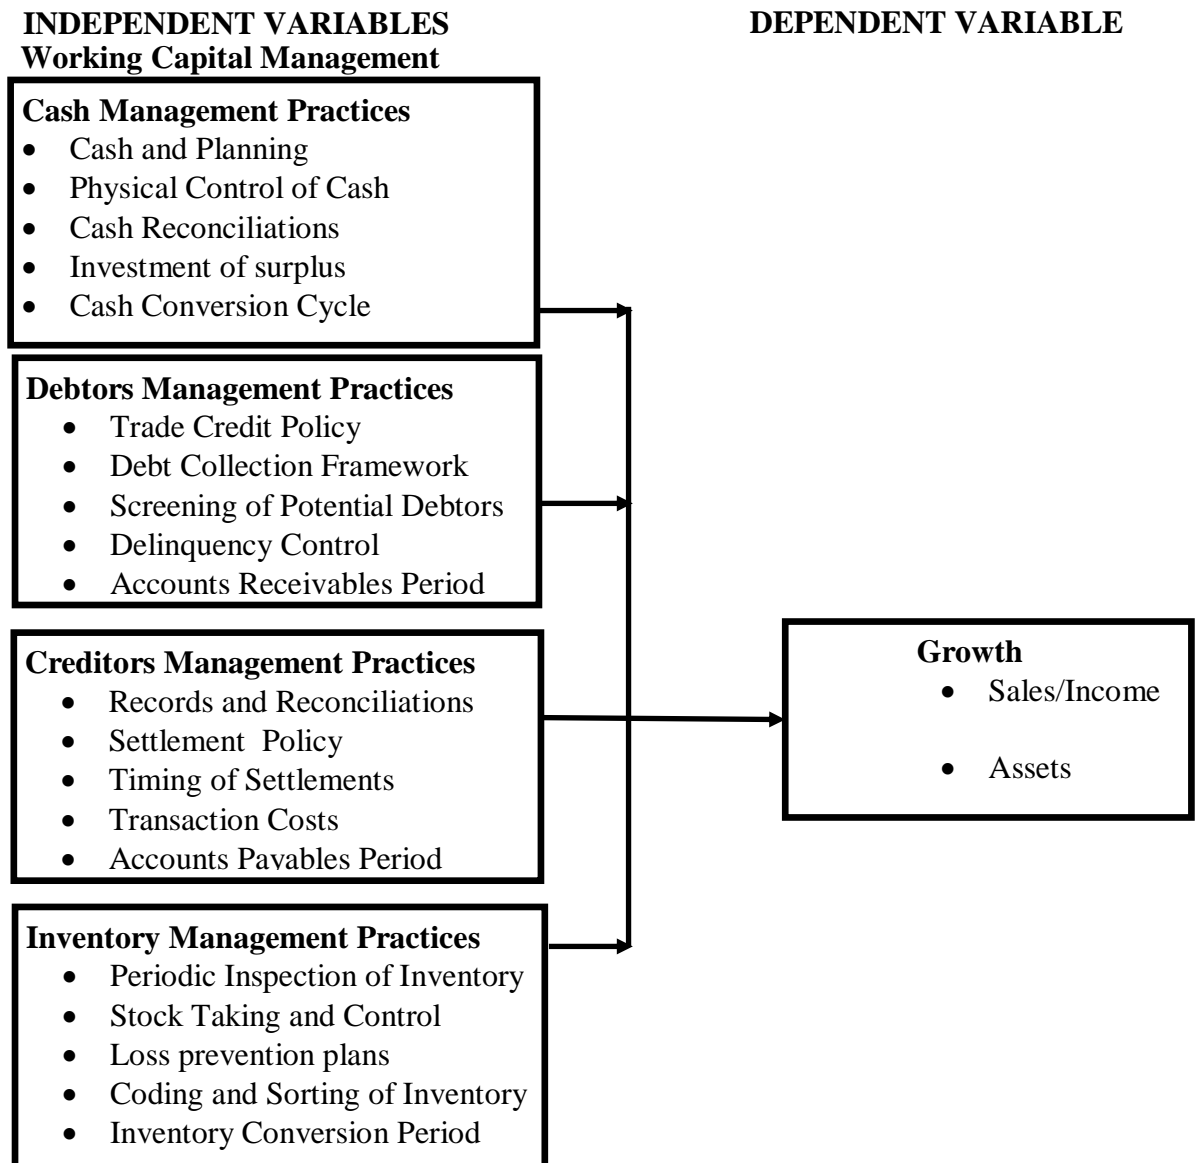 INDEPENDENT VARIABLES
Working Capital Management
DEPENDENT VARIABLE
Cash Management Practices
• Cash and Planning
• Physical Control of Cash
• Cash Reconciliations
• Investment of surplus
• Cash Conversion Cycle
Debtors Management Practices
• Trade Credit Policy
• Debt Collection Framework
• Screening of Potential Debtors
• Delinquency Control
• Accounts Receivables Period
Creditors Management Practices
• Records and Reconciliations
• Settlement Policy
• Timing of Settlements
• Transaction Costs
• Accounts Payables Period
Inventory Management Practices
• Periodic Inspection of Inventory
• Stock Taking and Control
• Loss prevention plans
• Coding and Sorting of Inventory
• Inventory Conversion Period
Growth
• Sales/Income
• Assets